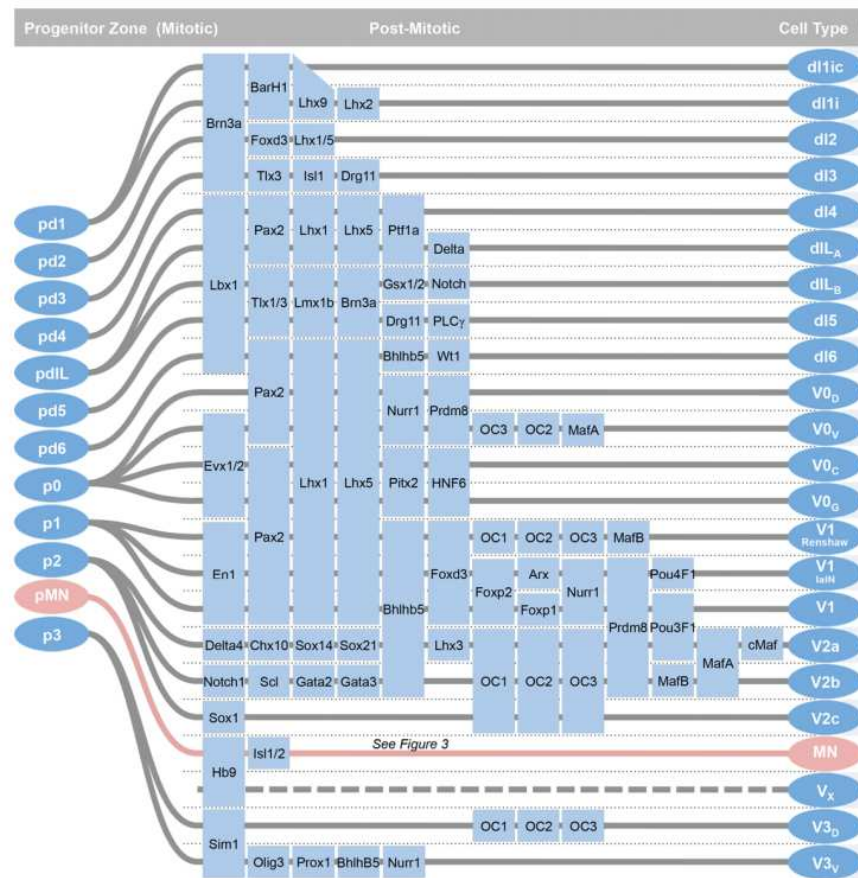 Progenitor Zone (Mitotic) Post-Mitotic Cell Type
dI1ic
BarH1
Lhx9 Lhx2 dI1i
Brn3a
Foxd3 Lhx1/5 dI2
Tlx3 Isl1 Drg11 dI3
pd1 dI4
Pax2 Lhx1 Lhx5 Ptf1a
pd2 Delta dILA
Lbx1
pd3 Gsx1/2 Notch dILB
Tlx1/3 Lmx1b Brn3a
pd4 Drg11 PLCγ dI5
pdIL Bhlhb5 Wt1 dI6
pd5 V0D
Pax2 Nurr1 Prdm8
pd6 OC3 OC2 MafA V0V
p0 Evx1/2 V0C
Lhx1 Lhx5 Pitx2 HNF6
V0G
p1 Pax2 OC1 OC2 OC3 MafB V1
Renshaw
p2 En1 Foxd3 Arx Pou4F1 V1
IaIN
Foxp2 Nurr1
pMN Bhlhb5 Foxp1 V1
Prdm8 Pou3F1
p3 Delta4 Chx10 Sox14 Sox21 Lhx3 cMaf V2a
MafA
Notch1 Scl Gata2 Gata3 OC1 OC2 OC3 MafB V2b
Sox1 V2c
See Figure 3
Isl1/2 MN
Hb9
VX
OC1 OC2 OC3 V3D
Sim1
Olig3 Prox1 BhlhB5 Nurr1 V3V